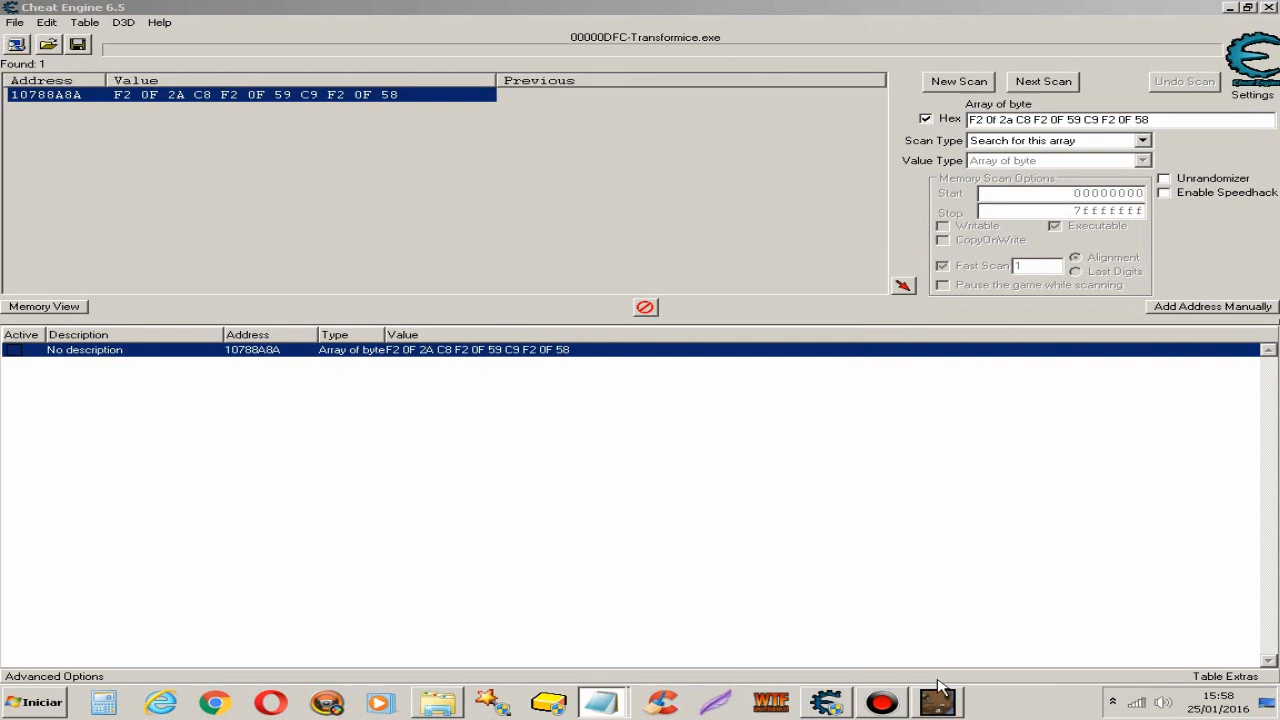 Cheat Engine 6.5
File Edit Table D3D Help
00000DFC-Transformice.exe
Found: 1
Address Value Previous
10788A8A F2 0F 2A C8 F2 0F 59 C9 F2 0F 58
New Scan Next Scan Undo Scan
Cheat Engine
Settings
Array of byte
Hex F2 0f 2a C8 F2 0F 59 C9 F2 0F 58
Scan Type Search for this array
Value Type Array of byte
Memory Scan Options
Start 00000000
Stop 7fffffff
Writable Executable
CopyOnWrite
Fast Scan 1 Alignment
Last Digits
Pause the game while scanning
Unrandomizer
Enable Speedhack
Memory View Add Address Manually
Active Description Address Type Value
No description 10788A8A Array of byte F2 0F 2A C8 F2 0F 59 C9 F2 0F 58
Advanced Options Table Extras
Iniciar WTF 15:58
25/01/2016